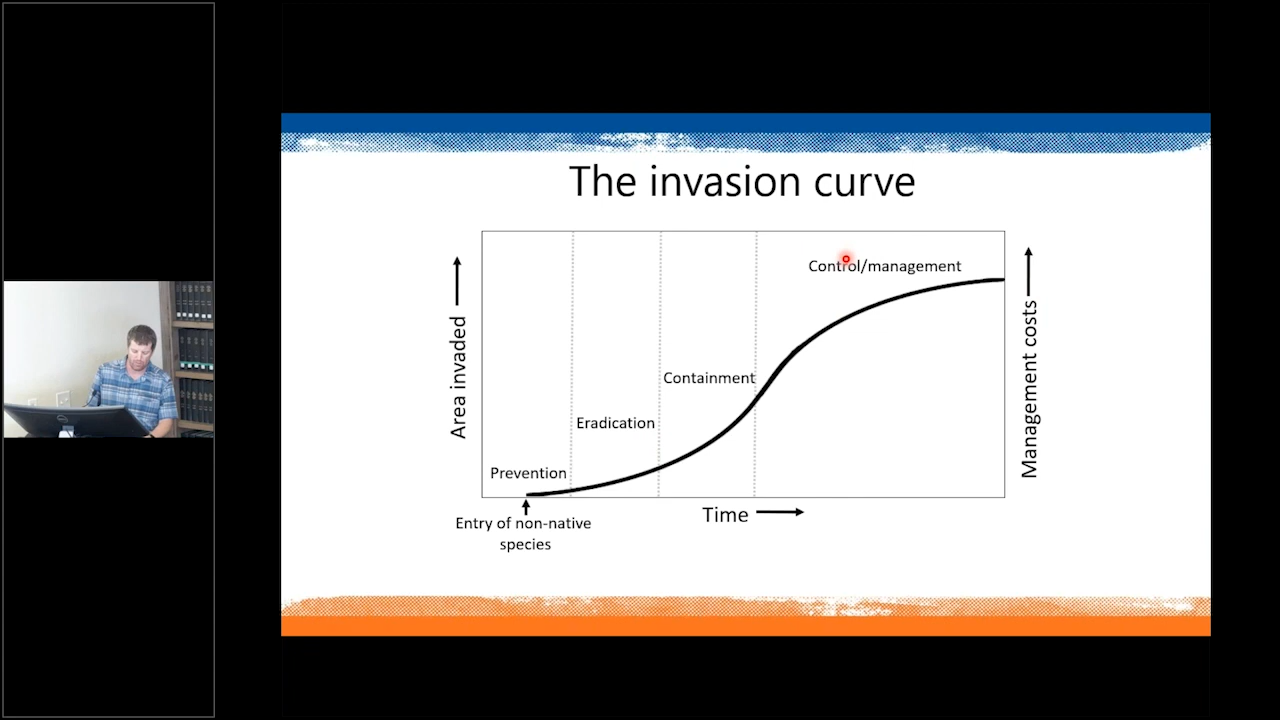 The invasion curve
Control/management
Containment
Eradication
Prevention
Area invaded
Management costs
Time
Entry of non-native
species